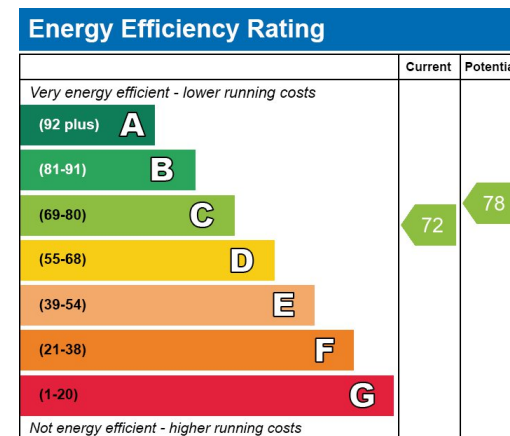 Energy Efficiency Rating
Current Potentia
Very energy efficient - lower running costs
(92 plus) A
(81-91) B
(69-80) C
72 78
(55-68) D
(39-54) E
(21-38) F
(1-20) G
Not energy efficient - higher running costs